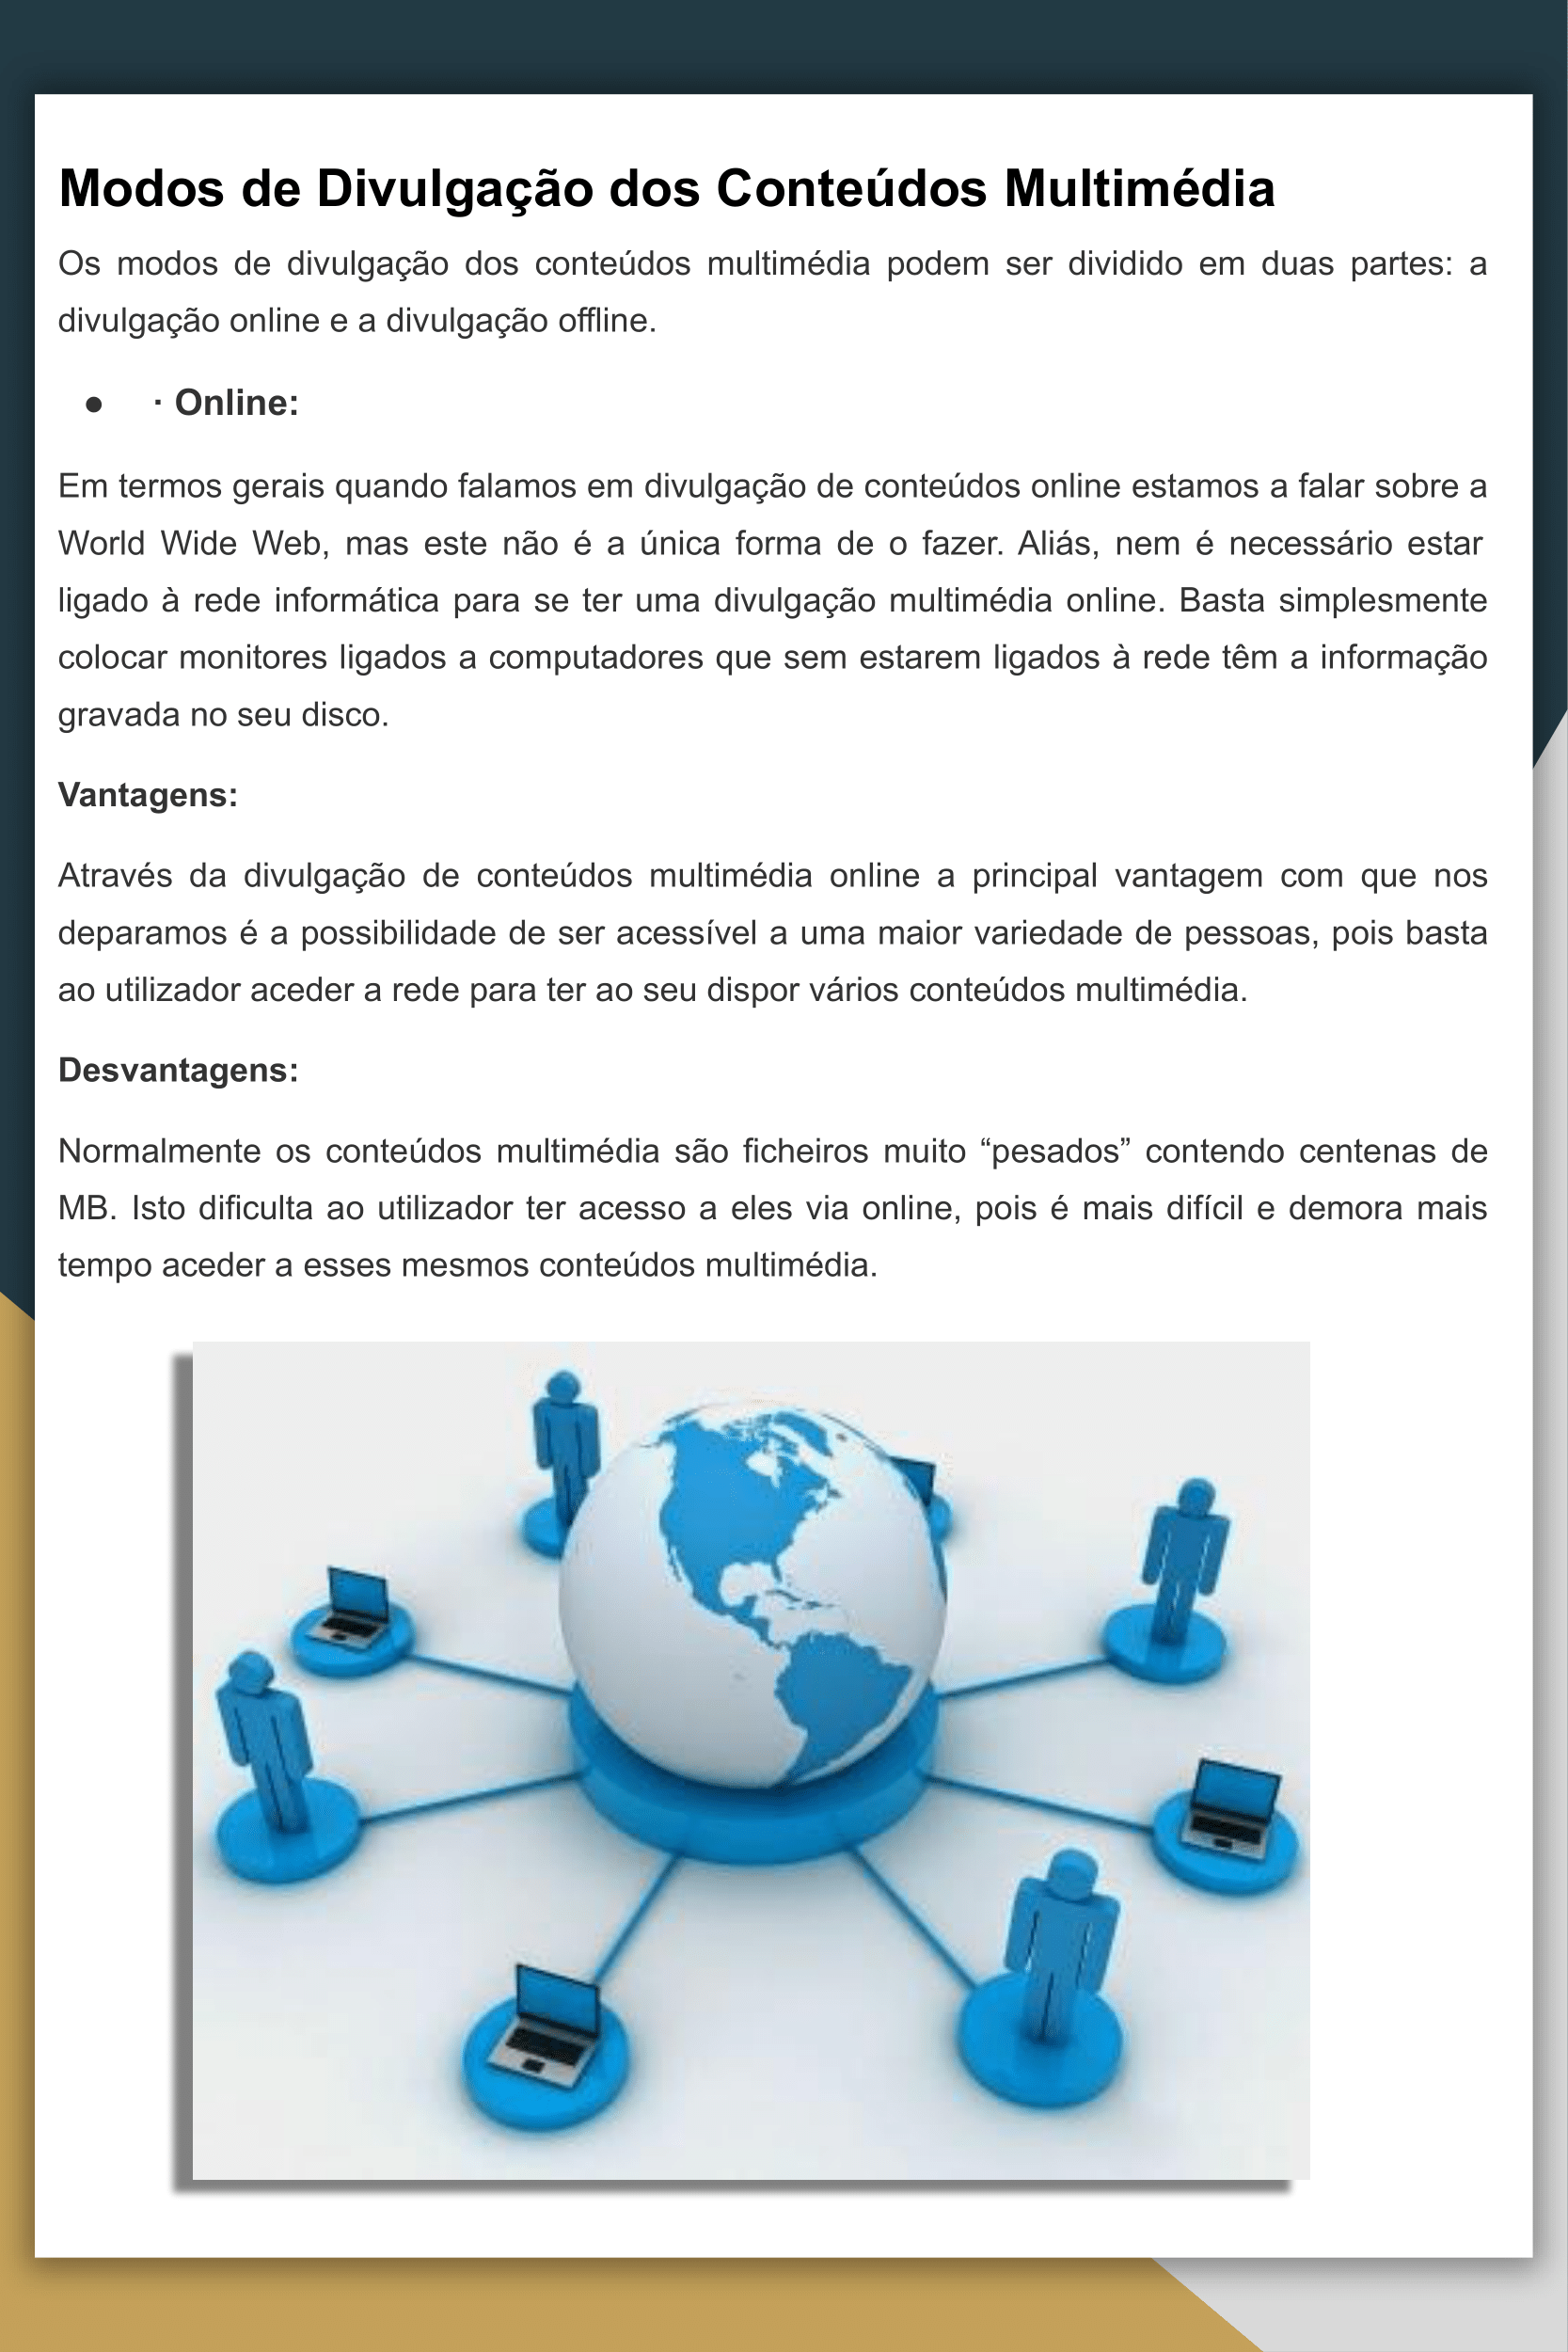 Modos de Divulgação dos Conteúdos Multimédia
Os modos de divulgação dos conteúdos multimédia podem ser dividido em duas partes: a
divulgação online e a divulgação offline.
● · Online:
Em termos gerais quando falamos em divulgação de conteúdos online estamos a falar sobre a
World Wide Web, mas este não é a única forma de o fazer. Aliás, nem é necessário estar
ligado à rede informática para se ter uma divulgação multimédia online. Basta simplesmente
colocar monitores ligados a computadores que sem estarem ligados à rede têm a informação
gravada no seu disco.
Vantagens:
Através da divulgação de conteúdos multimédia online a principal vantagem com que nos
deparamos é a possibilidade de ser acessível a uma maior variedade de pessoas, pois basta
ao utilizador aceder a rede para ter ao seu dispor vários conteúdos multimédia.
Desvantagens:
Normalmente os conteúdos multimédia são ficheiros muito “pesados” contendo centenas de
MB. Isto dificulta ao utilizador ter acesso a eles via online, pois é mais difícil e demora mais
tempo aceder a esses mesmos conteúdos multimédia.